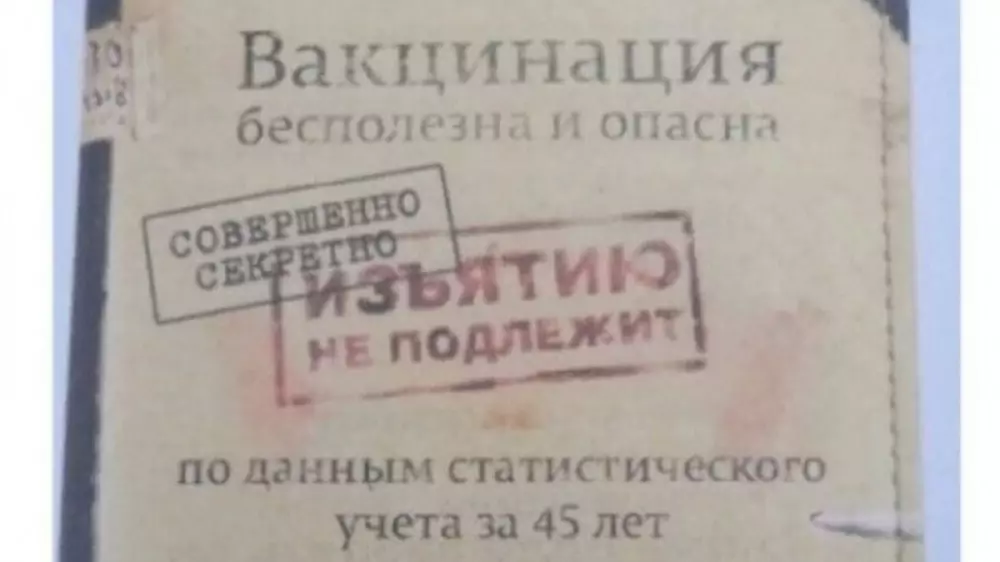 Вакцинация
бесполезна и опасна
СОВЕРШЕННО
СЕКРЕТНО
ИЗЪЯТИЮ
НЕ ПОДЛЕЖИТ
по данным статистического
учета за 45 лет